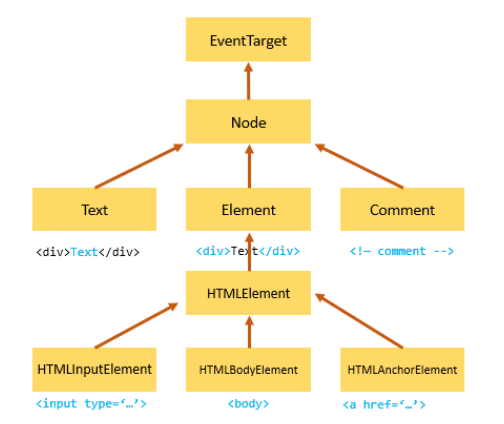 EventTarget
Node
Text
Element
Comment
<div>Text</div>
<div>Text</div>
<!— comment -->
HTMLElement
HTMLInputElement
HTMLBodyElement
HTMLAnchorElement
<input type=‘…’>
<body>
<a href=‘…’>